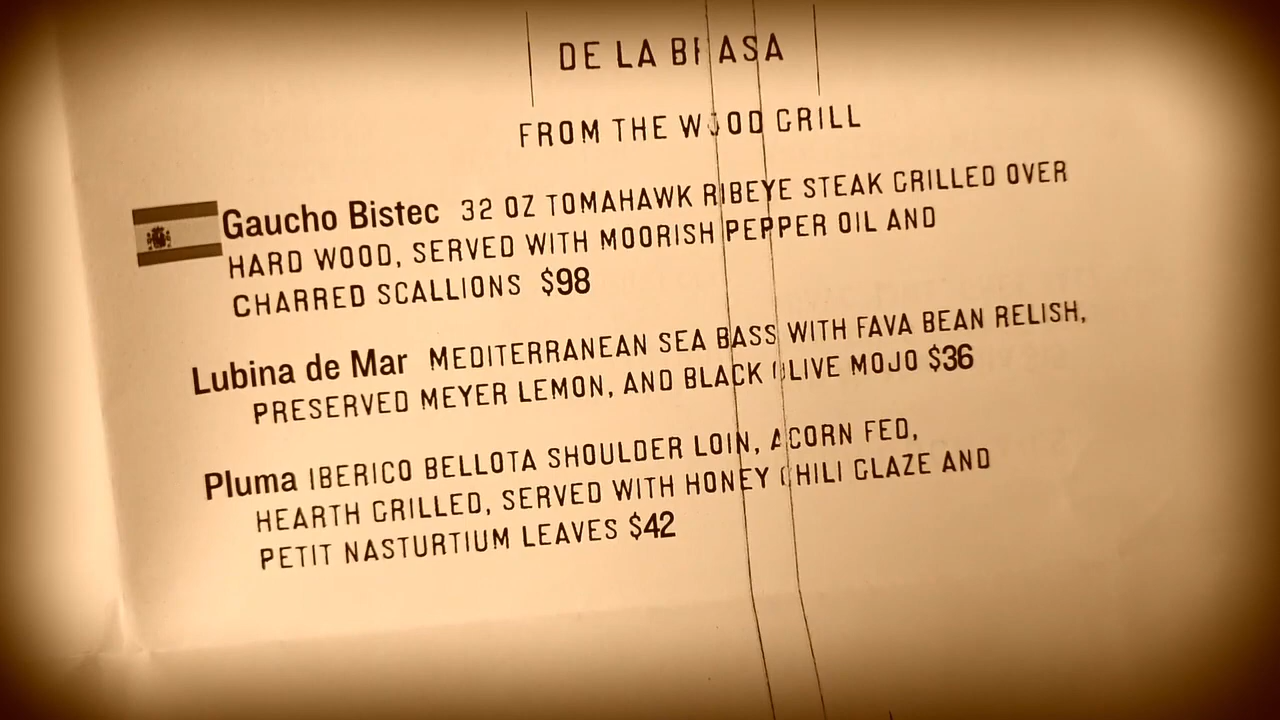 DE LA BRASA
FROM THE WOOD GRILL
Gaucho Bistec 32 OZ TOMAHAWK RIBEYE STEAK GRILLED OVER
HARD WOOD, SERVED WITH MOORISH PEPPER OIL AND
CHARRED SCALLIONS $98
Lubina de Mar MEDITERRANEAN SEA BASS WITH FAVA BEAN RELISH,
PRESERVED MEYER LEMON, AND BLACK OLIVE MOJO $36
Pluma IBERICO BELLOTA SHOULDER LOIN, ACORN FED,
HEARTH GRILLED, SERVED WITH HONEY CHILI GLAZE AND
PETIT NASTURTIUM LEAVES $42